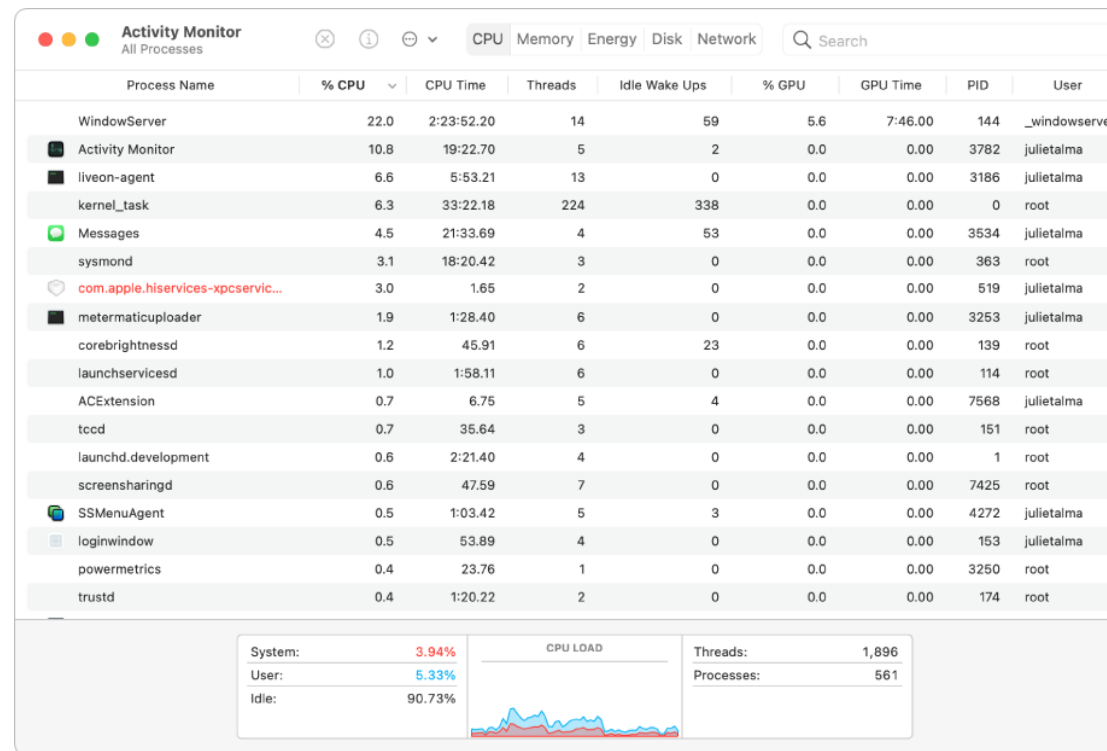 Activity Monitor
All Processes
CPU Memory Energy Disk Network Search
Process Name % CPU CPU Time Threads Idle Wake Ups % GPU GPU Time PID User
WindowServer 22.0 2:23:52.20 14 59 5.6 7:46.00 144 _windowserve
Activity Monitor 10.8 19:22.70 5 2 0.0 0.00 3782 julietalma
liveon-agent 6.6 5:53.21 13 0 0.0 0.00 3186 julietalma
kernel_task 6.3 33:22.18 224 338 0.0 0.00 0 root
Messages 4.5 21:33.69 4 53 0.0 0.00 3534 julietalma
sysmond 3.1 18:20.42 3 0 0.0 0.00 363 root
com.apple.hiservices-xpcservic... 3.0 1.65 2 0 0.0 0.00 519 julietalma
metermaticuploader 1.9 1:28.40 6 0 0.0 0.00 3253 julietalma
corebrightnessd 1.2 45.91 6 23 0.0 0.00 139 root
launchservicesd 1.0 1:58.11 6 0 0.0 0.00 114 root
ACExtension 0.7 6.75 5 4 0.0 0.00 7568 julietalma
tccd 0.7 35.64 3 0 0.0 0.00 151 root
launchd.development 0.6 2:21.40 4 0 0.0 0.00 1 root
screensharingd 0.6 47.59 7 0 0.0 0.00 7425 root
SSMenuAgent 0.5 1:03.42 5 3 0.0 0.00 4272 julietalma
loginwindow 0.5 53.89 4 0 0.0 0.00 153 julietalma
powermetrics 0.4 23.76 1 0 0.0 0.00 3250 root
trustd 0.4 1:20.22 2 0 0.0 0.00 174 root
System: 3.94% CPU LOAD Threads: 1,896
User: 5.33% Processes: 561
Idle: 90.73%